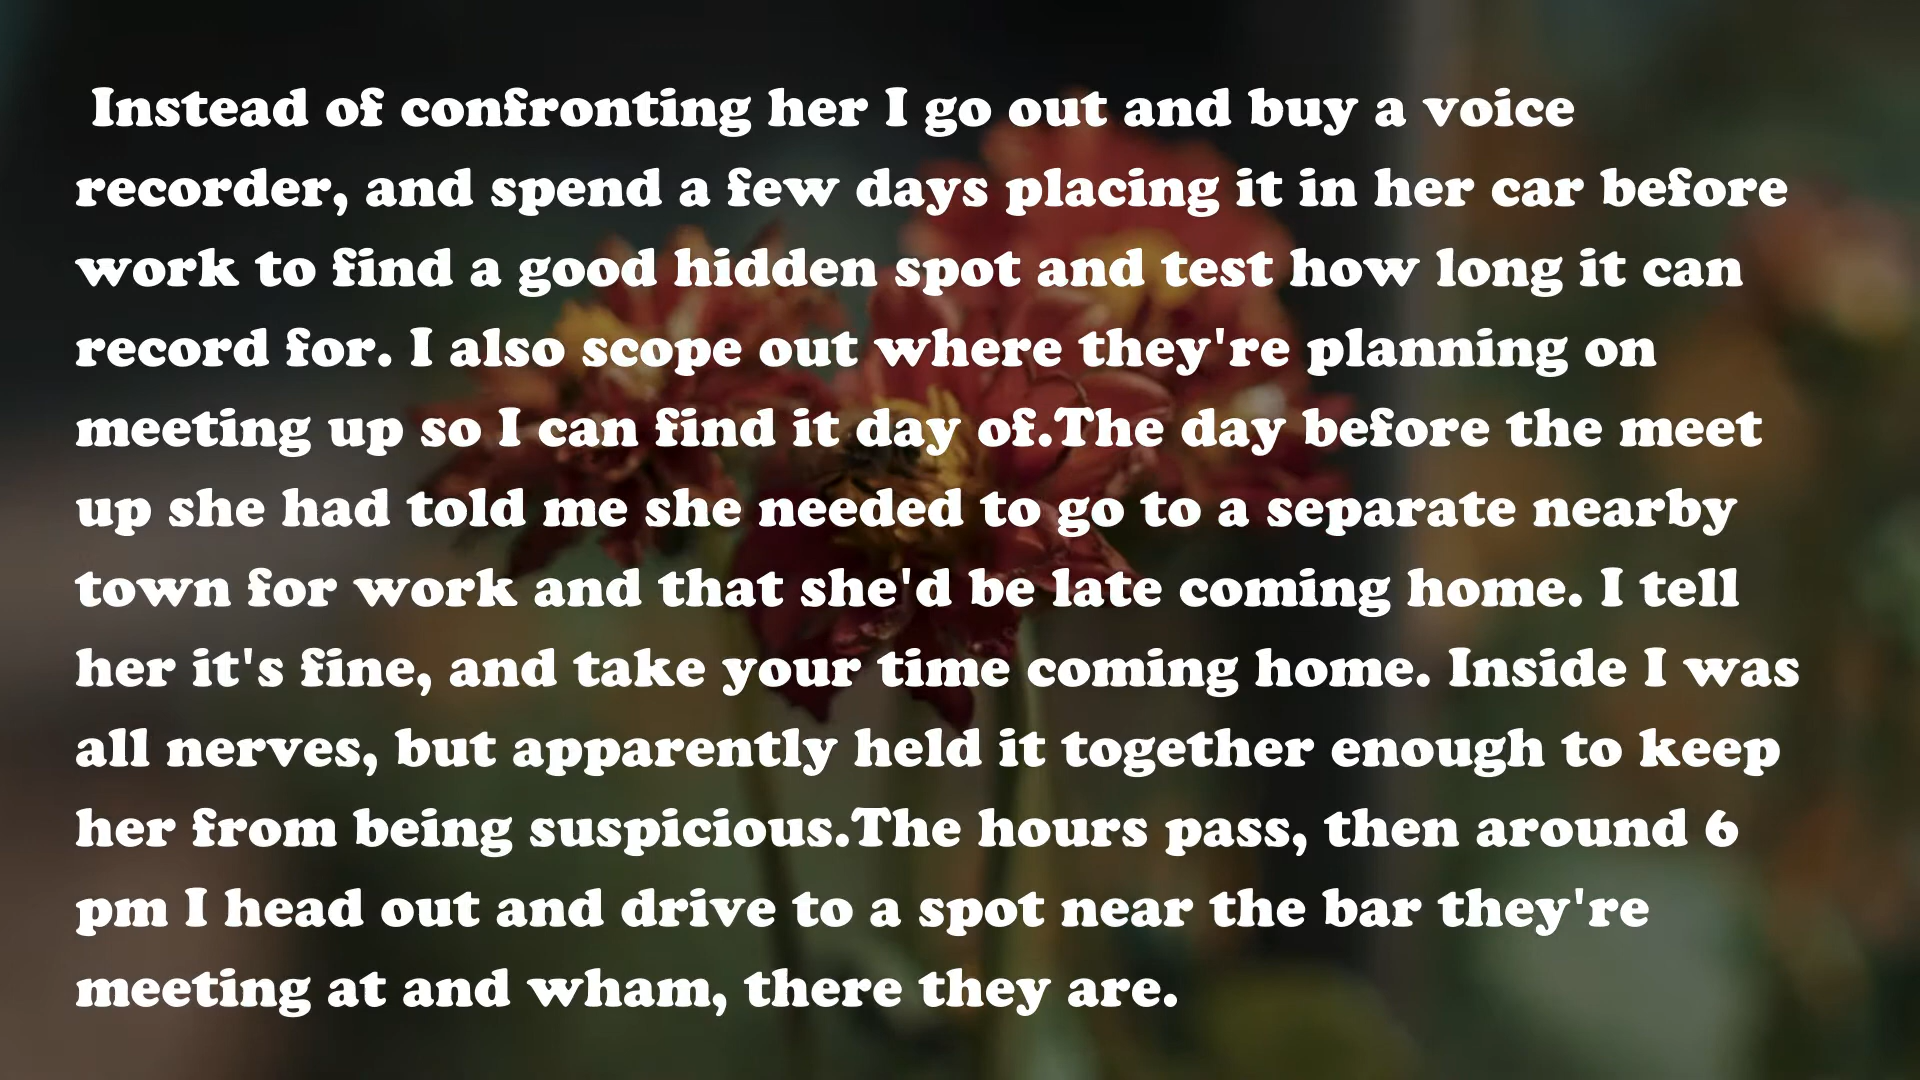 Instead of confronting her I go out and buy a voice
recorder, and spend a few days placing it in her car before
work to find a good hidden spot and test how long it can
record for. I also scope out where they're planning on
meeting up so I can find it day of.The day before the meet
up she had told me she needed to go to a separate nearby
town for work and that she'd be late coming home. I tell
her it's fine, and take your time coming home. Inside I was
all nerves, but apparently held it together enough to keep
her from being suspicious.The hours pass, then around 6
pm I head out and drive to a spot near the bar they're
meeting at and wham, there they are.